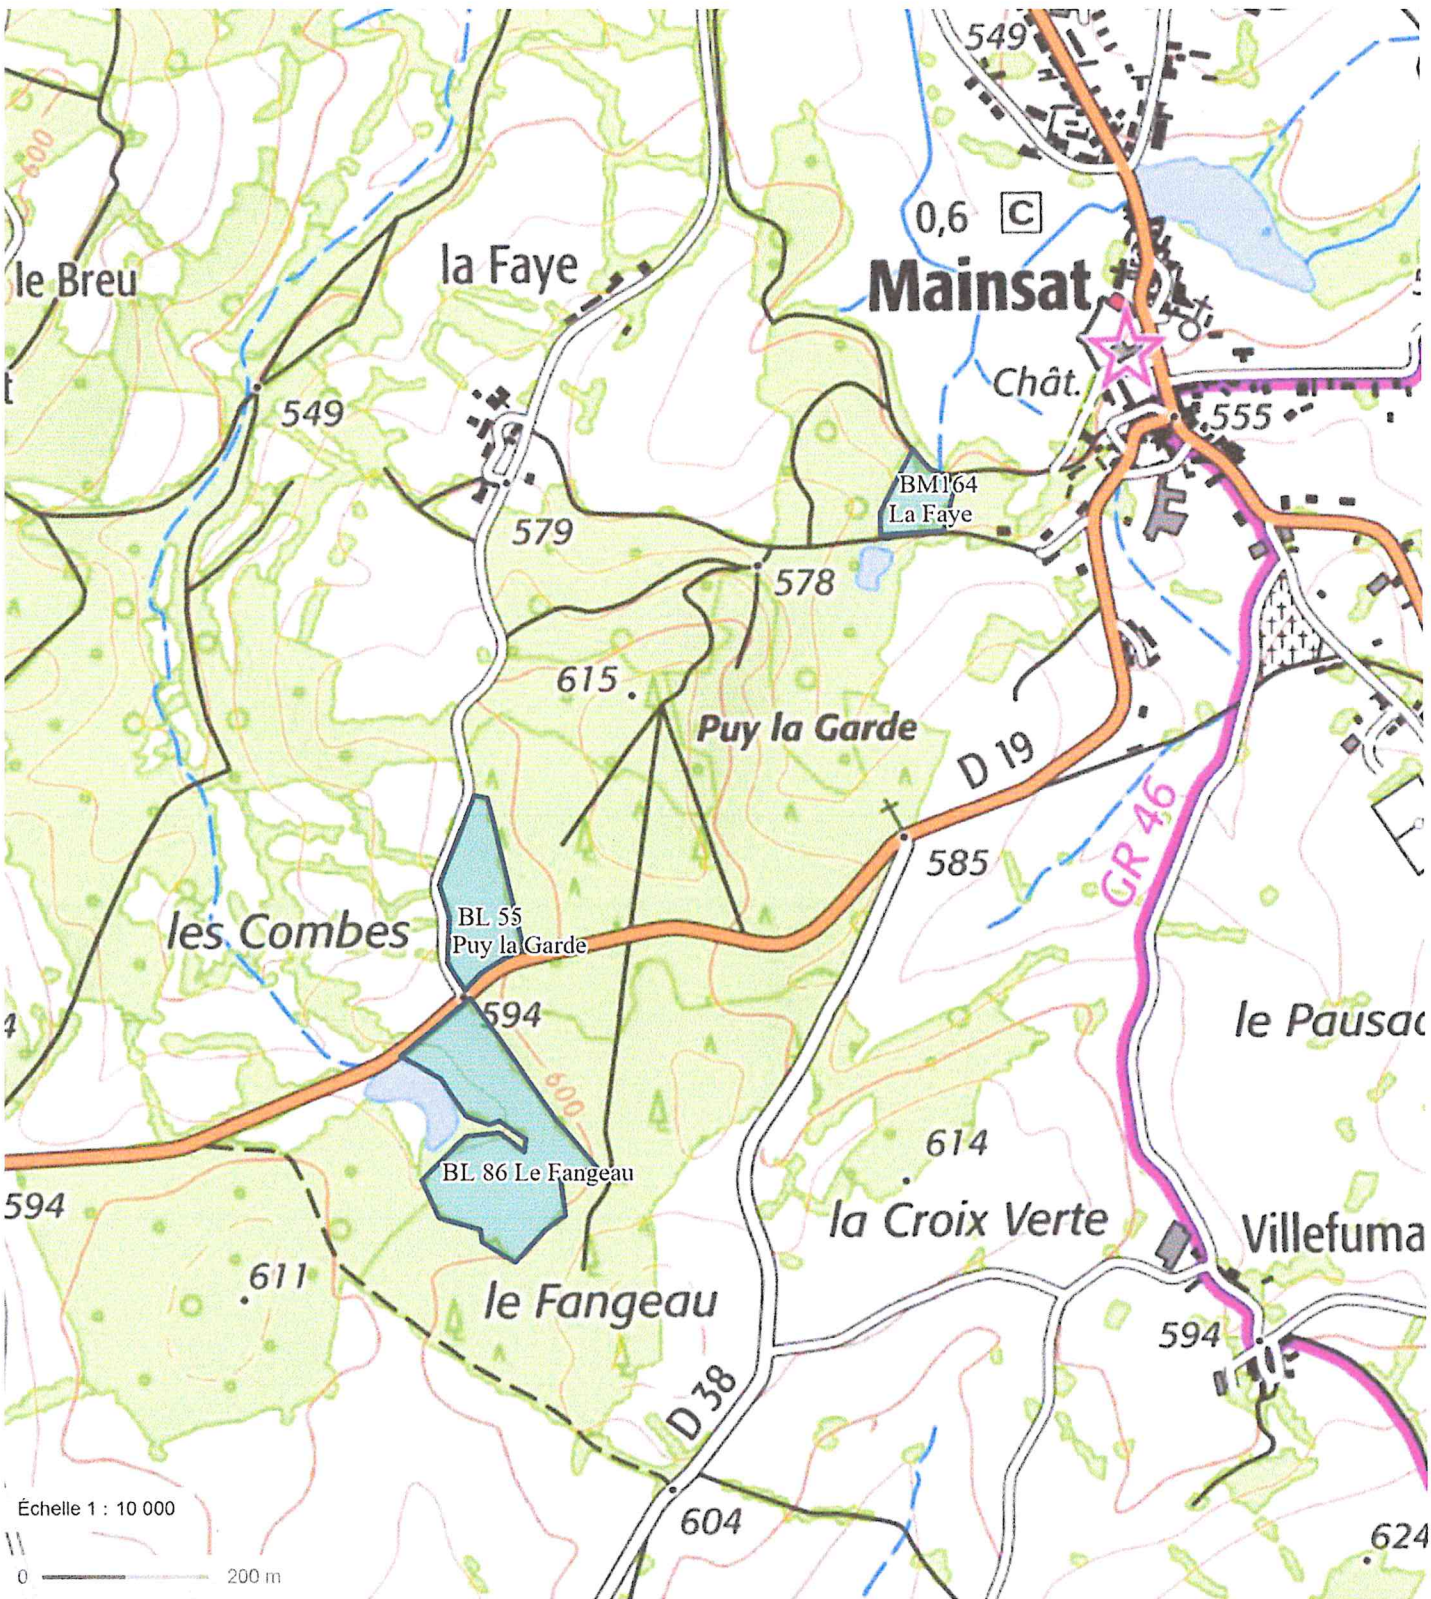 549
600
0,6
C
le Breu
la Faye
Mainsat
Chât.
549
555
BM164
La Faye
579
578
615
Puy la Garde
D 19
585
GR 46
BL 55
Puy la Garde
les Combes
594
le Pausac
600
614
BL 86 Le Fangeau
594
la Croix Verte
Villefuma
611
le Fangeau
594
D 38
Échelle 1 : 10 000
604
624
0
200 m